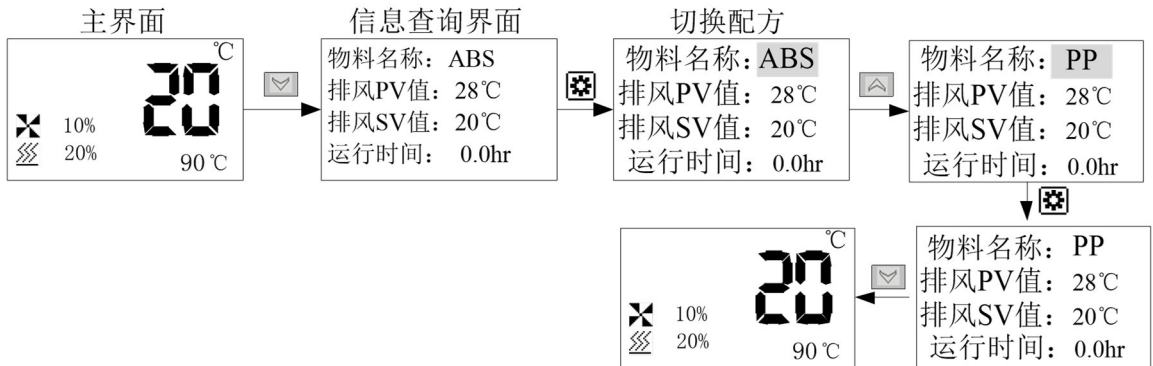 主界面
℃
20
10%
20%
90℃
信息查询界面
物料名称：ABS
排风PV值：28℃
排风SV值：20℃
运行时间：0.0hr
切换配方
物料名称：ABS
排风PV值：28℃
排风SV值：20℃
运行时间：0.0hr
物料名称：PP
排风PV值：28℃
排风SV值：20℃
运行时间：0.0hr
物料名称：PP
排风PV值：28℃
排风SV值：20℃
运行时间：0.0hr
℃
20
10%
20%
90℃